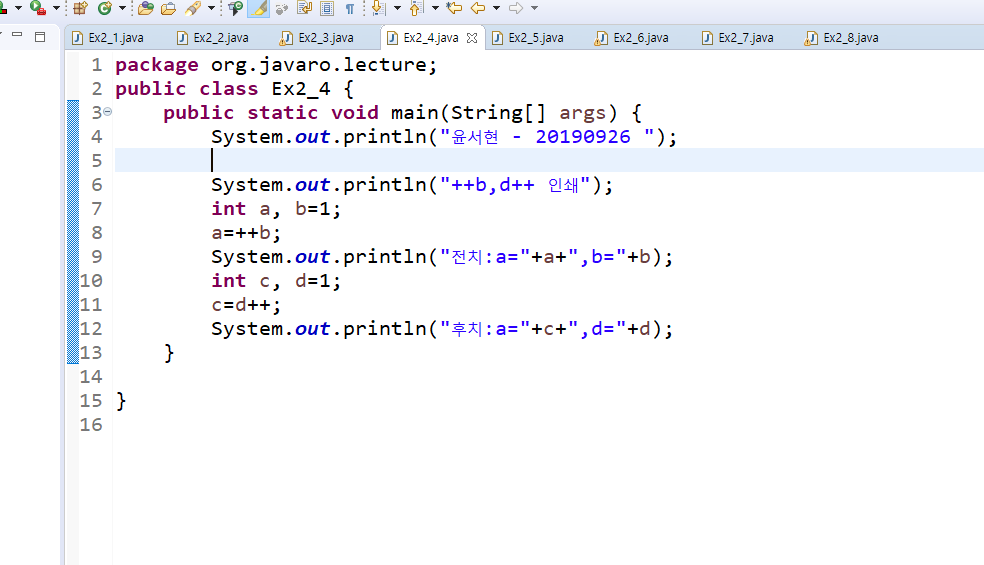 Ex2_1.java Ex2_2.java Ex2_3.java Ex2_4.java Ex2_5.java Ex2_6.java Ex2_7.java Ex2_8.java
1 package org.javaro.lecture;
2 public class Ex2_4 {
3 public static void main(String[] args) {
4 System.out.println("윤서현 - 20190926 ");
5
6 System.out.println("++b,d++ 인쇄");
7 int a, b=1;
8 a=++b;
9 System.out.println("전치:a="+a+",b="+b);
10 int c, d=1;
11 c=d++;
12 System.out.println("후치:a="+c+",d="+d);
13 }
14
15 }
16